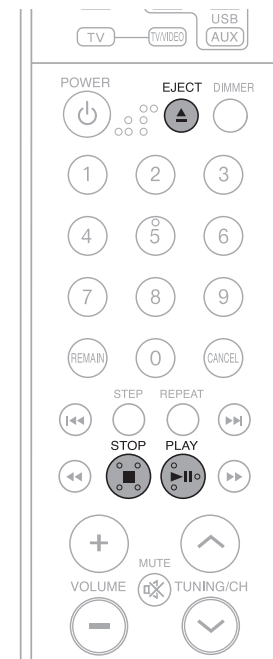 USB
TV TV/VIDEO AUX
POWER EJECT DIMMER
1 2 3
4 5 6
7 8 9
REMAIN 0 CANCEL
STEP REPEAT
STOP PLAY
MUTE
VOLUME TUNING/CH